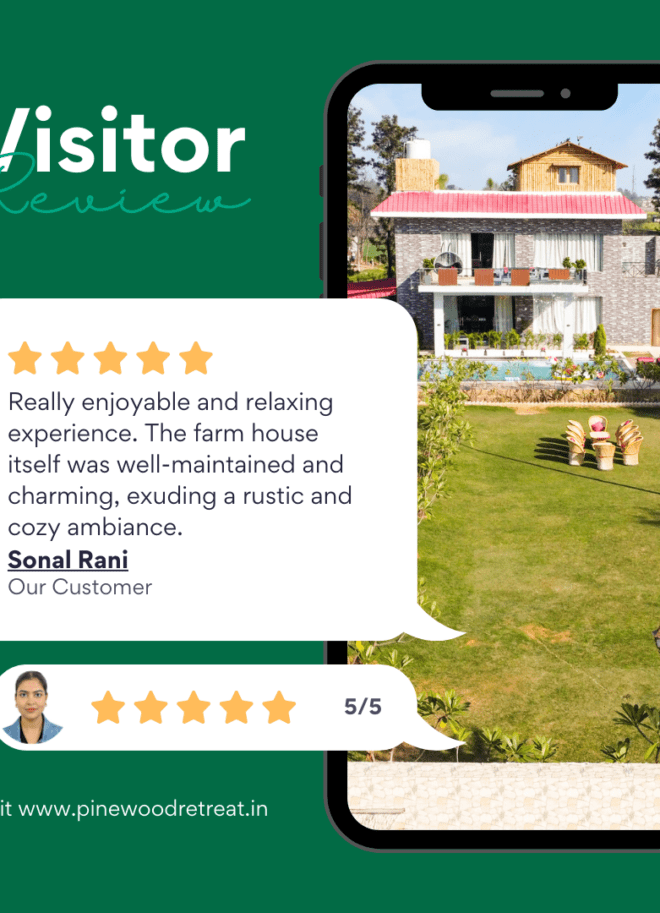 Visitor
Review
Really enjoyable and relaxing
experience. The farm house
itself was well-maintained and
charming, exuding a rustic and
cozy ambiance.
Sonal Rani
Our Customer
5/5
it www.pinewoodretreat.in